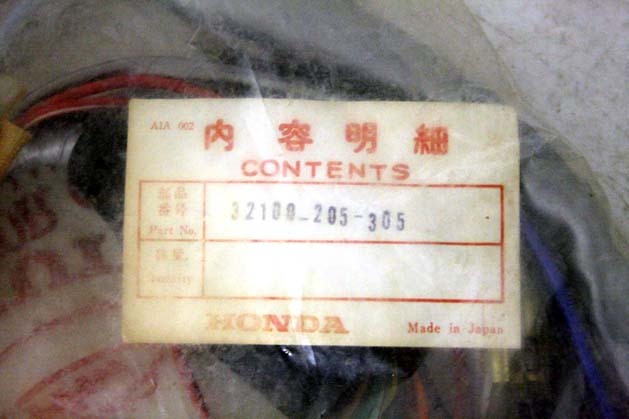 AIA 002
内容明細
CONTENTS
部品
番号
Part No.
32100-205-305
数量
Quantity
HONDA
Made in Japan